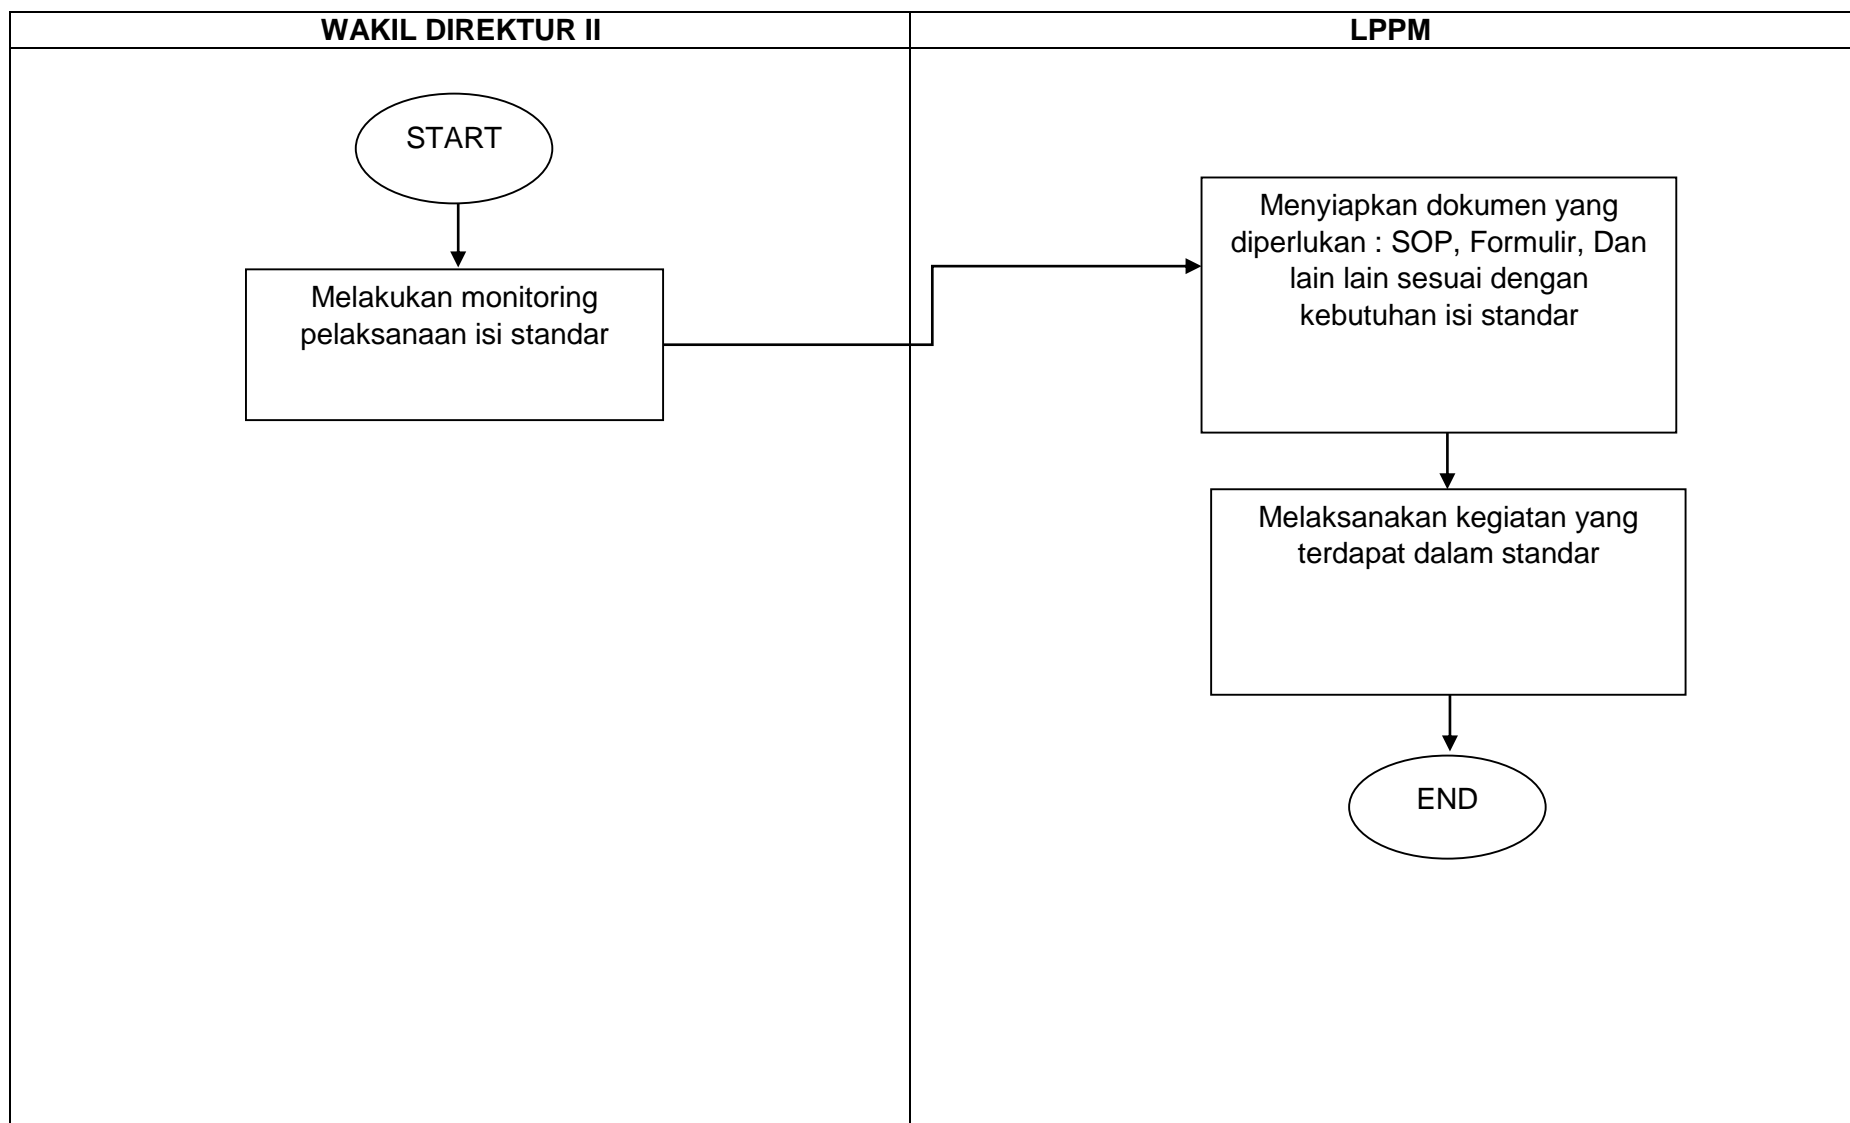 WAKIL DIREKTUR II
LPPM
START
Melakukan monitoring
pelaksanaan isi standar
Menyiapkan dokumen yang
diperlukan : SOP, Formulir, Dan
lain lain sesuai dengan
kebutuhan isi standar
Melaksanakan kegiatan yang
terdapat dalam standar
END